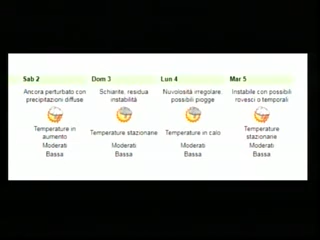 Sab 2
Dom 3
Lun 4
Mar 5
Ancora perturbato con
precipitazioni diffuse
Schiarite, residua
instabilità
Nuvolosità irregolare,
possibili piogge
Instabile con possibili
rovesci o temporali
Temperature in
aumento
Temperature stazionarie
Temperature in calo
Temperature
stazionarie
Moderati
Moderati
Moderati
Moderati
Bassa
Bassa
Bassa
Bassa